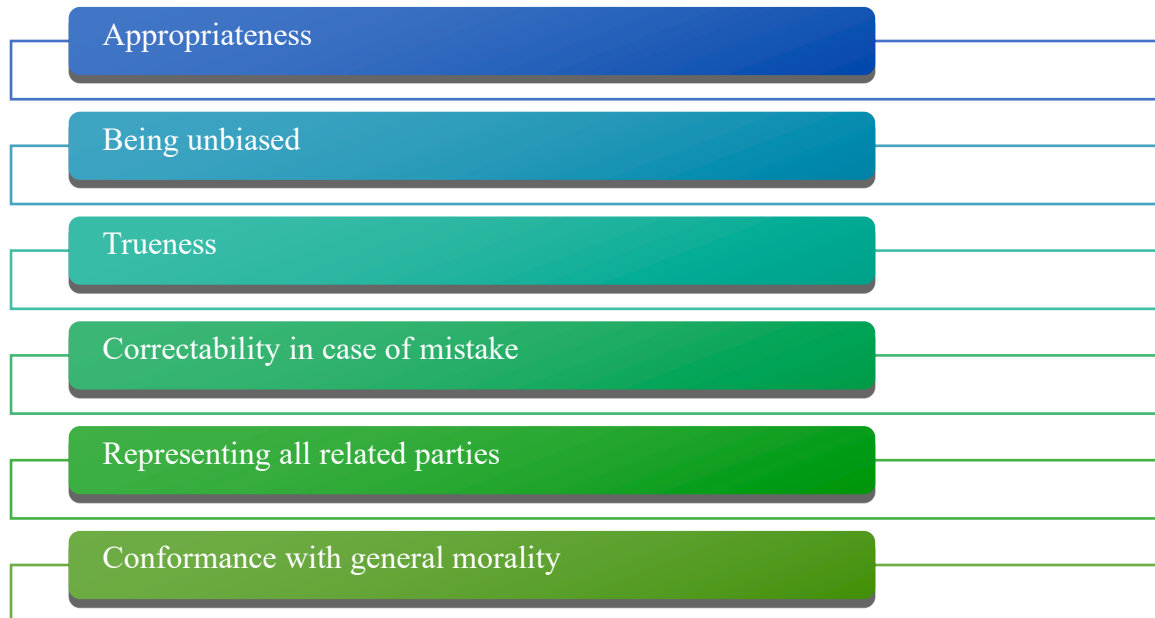 Appropriateness
Being unbiased
Trueness
Correctability in case of mistake
Representing all related parties
Conformance with general morality